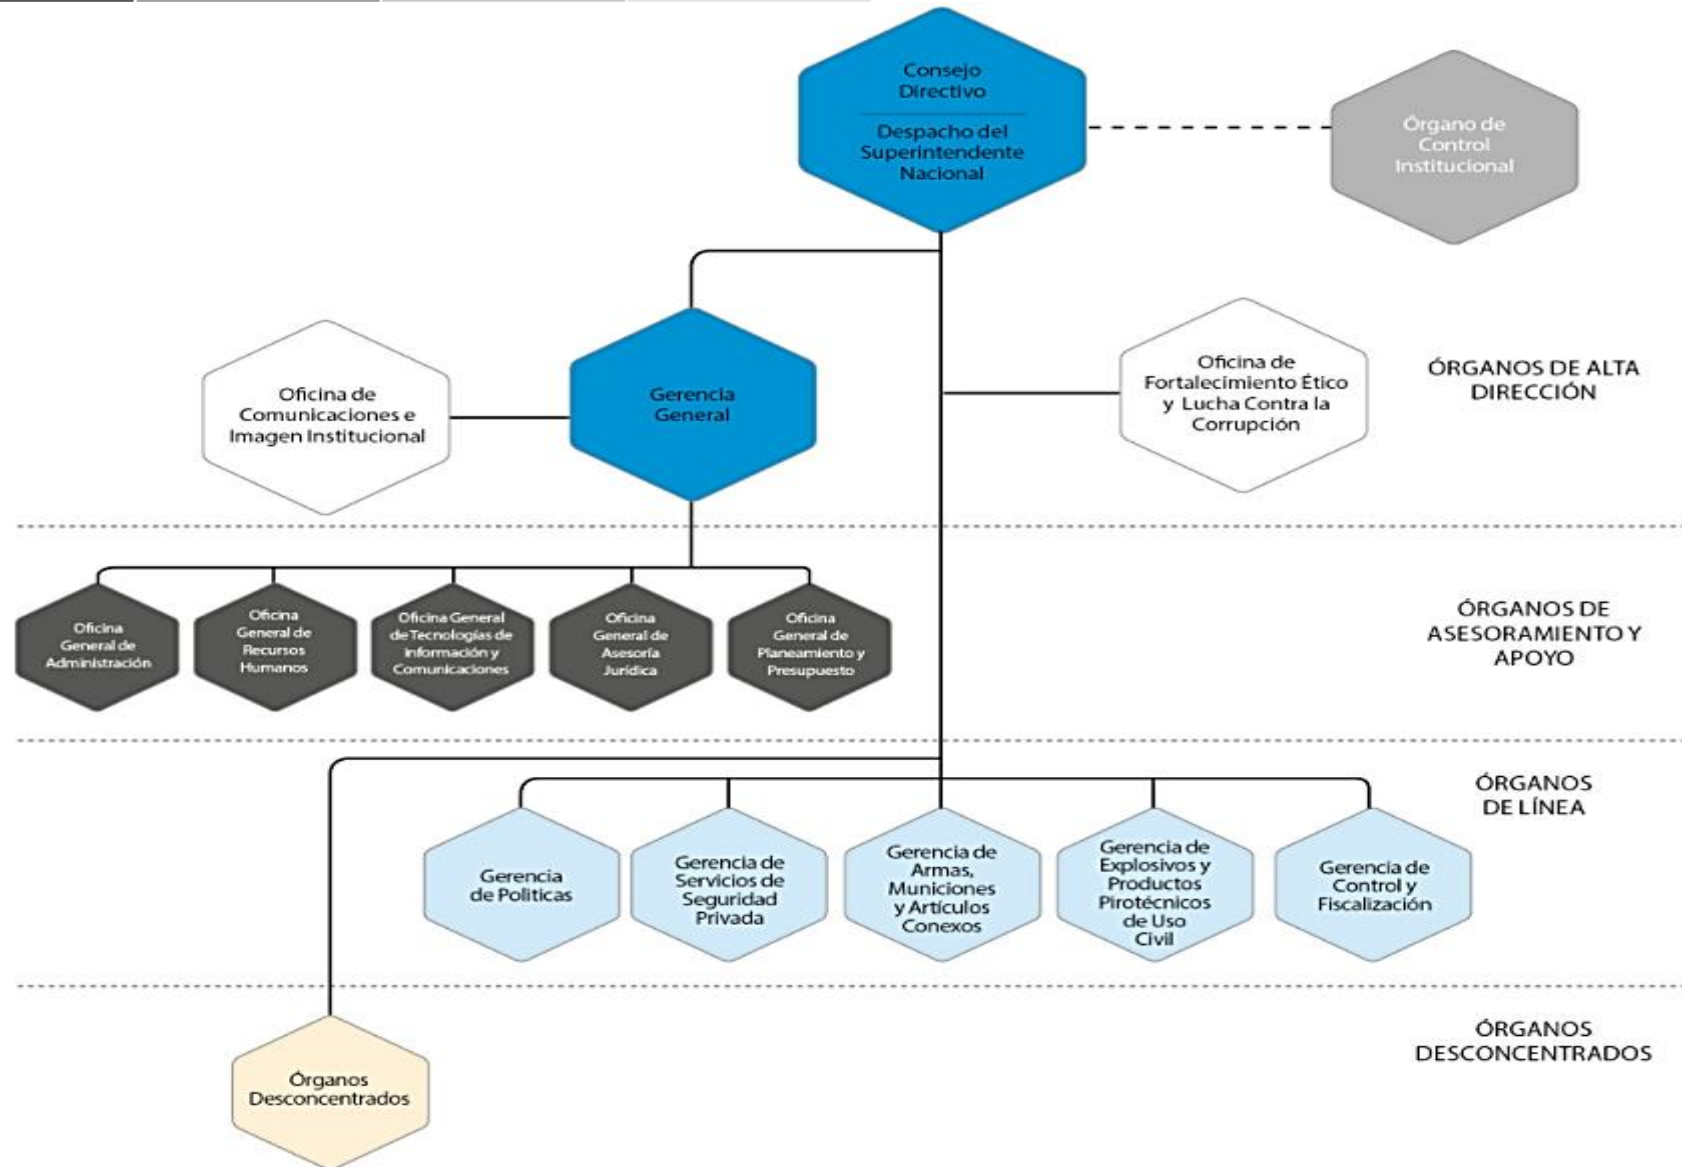 Consejo
Directivo
Despacho del
Superintendente
Nacional
Órgano de
Control
Institucional
Oficina de
Comunicaciones e
Imagen Institucional
Gerencia
General
Oficina de
Fortalecimiento Ético
y Lucha Contra la
Corrupción
ÓRGANOS DE ALTA
DIRECCIÓN
Oficina
General de
Administración
Oficina
General de
Recursos
Humanos
Oficina General
de Tecnologías de
Información y
Comunicaciones
Oficina
General de
Asesoría
Jurídica
Oficina
General de
Planeamiento y
Presupuesto
ÓRGANOS DE
ASESORAMIENTO Y
APOYO
ÓRGANOS
DE LÍNEA
Gerencia
de Políticas
Gerencia de
Servicios de
Seguridad
Privada
Gerencia de
Armas,
Municiones
y Artículos
Conexos
Gerencia de
Explosivos y
Productos
Pirotécnicos
de Uso
Civil
Gerencia de
Control y
Fiscalización
ÓRGANOS
DESCONCENTRADOS
Órganos
Desconcentrados